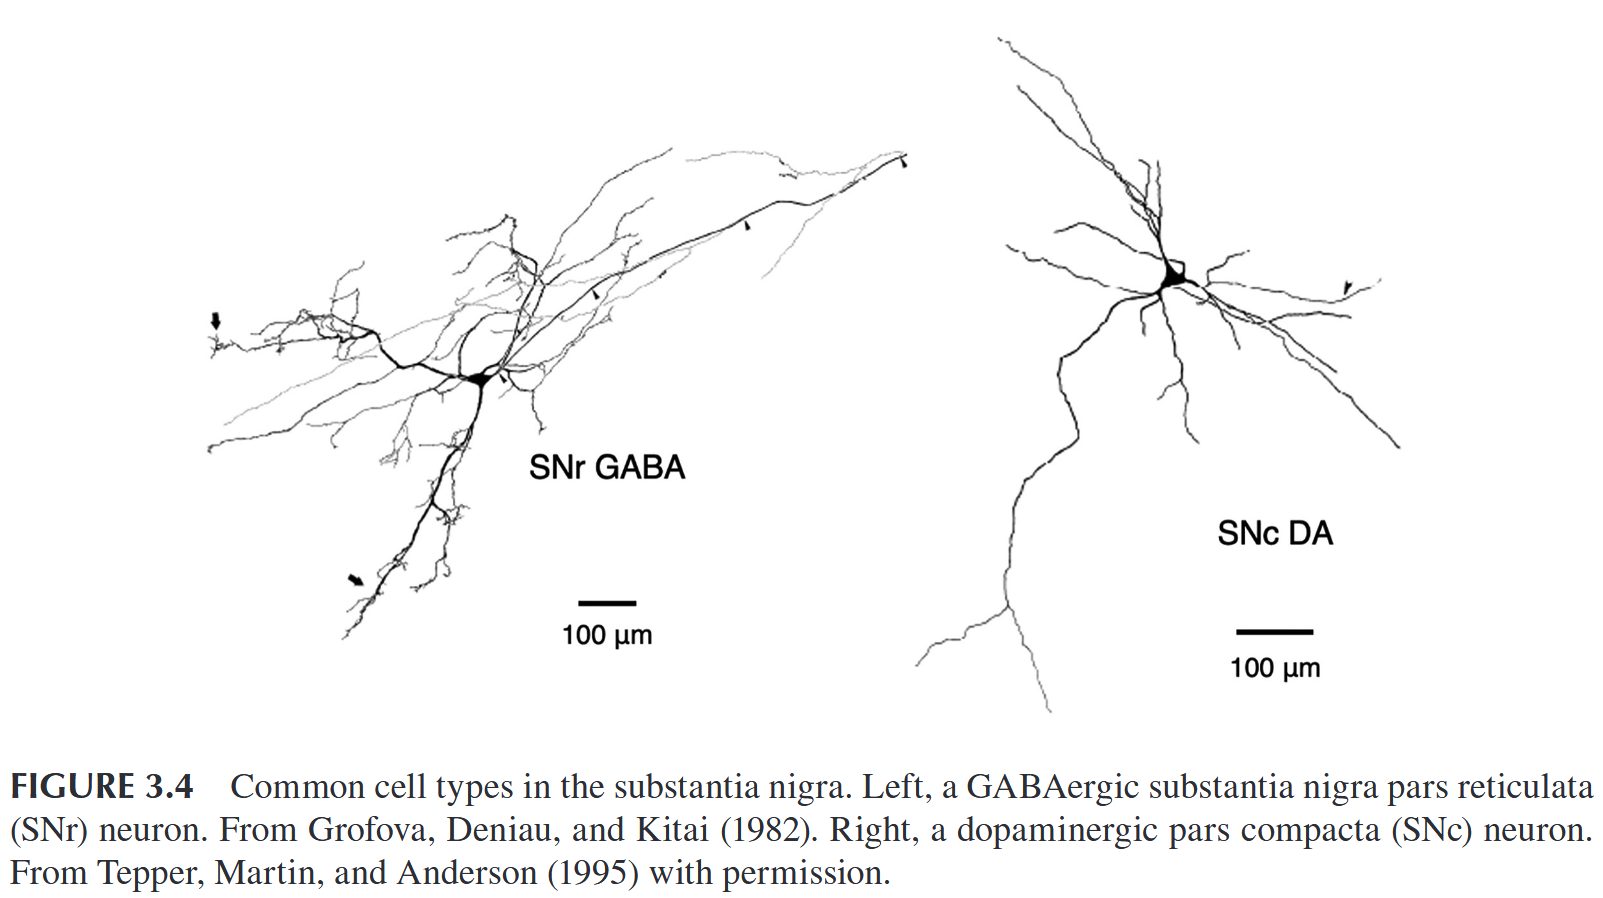 SNr GABA
100 µm
SNc DA
100 µm
FIGURE 3.4 Common cell types in the substantia nigra. Left, a GABAergic substantia nigra pars reticulata
(SNr) neuron. From Grofova, Deniau, and Kitai (1982). Right, a dopaminergic pars compacta (SNc) neuron.
From Tepper, Martin, and Anderson (1995) with permission.